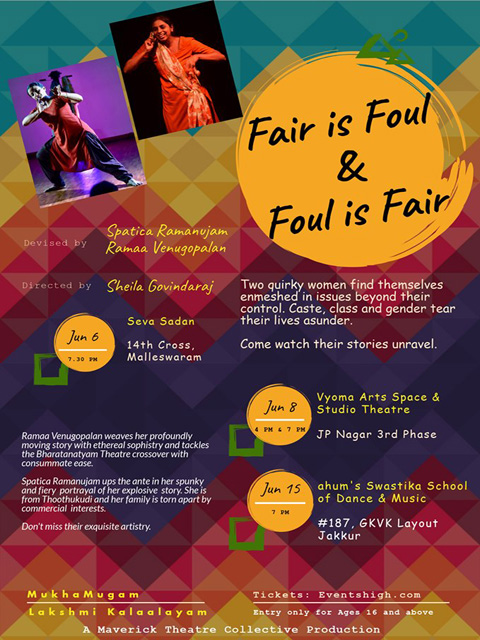 Fair is Foul
&
Foul is Fair
Devised by
Spatica Ramanujam
Ramaa Venugopalan
Directed by
Sheila Govindaraj
Two quirky women find themselves
enmeshed in issues beyond their
control. Caste, class and gender tear
their lives asunder.
Come watch their stories unravel.
Jun 6
7.30 PM
Seva Sadan
14th Cross,
Malleswaram
Jun 8
4 PM & 7 PM
Vyoma Arts Space &
Studio Theatre
JP Nagar 3rd Phase
Ramaa Venugopalan weaves her profoundly
moving story with ethereal sophistry and tackles
the Bharatanatyam Theatre crossover with
consummate ease.
Spatica Ramanujam ups the ante in her spunky
and fiery portrayal of her explosive story. She is
from Thoothukudi and her family is torn apart by
commercial interests.
Don't miss their exquisite artistry.
Jun 15
7 PM
ahum's Swastika School
of Dance & Music
#187, GKVK Layout
Jakkur
MukhaMugam
Lakshmi Kalaalayam
Tickets: Eventshigh.com
Entry only for Ages 16 and above
A Maverick Theatre Collective Production